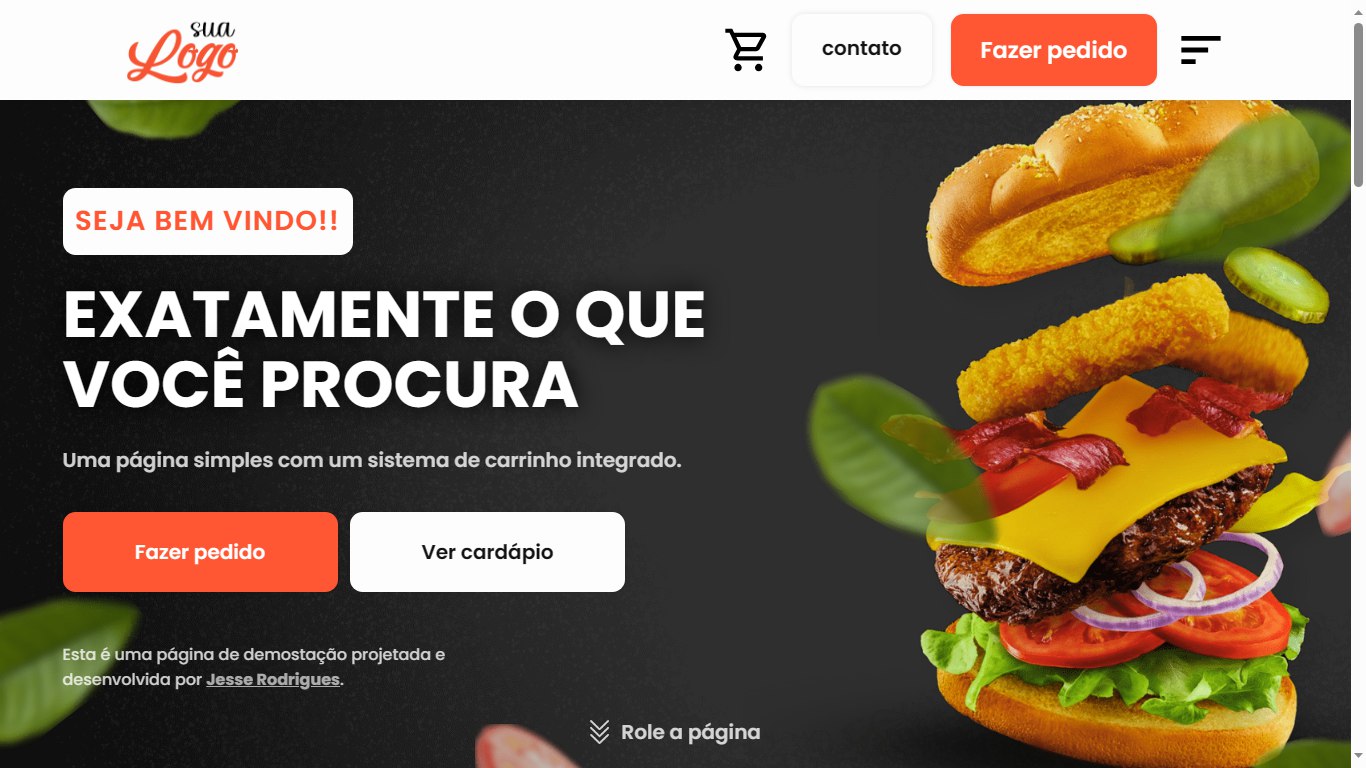 sua
Logo
contato
Fazer pedido
SEJA BEM VINDO!!
EXATAMENTE O QUE
VOCÊ PROCURA
Uma página simples com um sistema de carrinho integrado.
Fazer pedido
Ver cardápio
Esta é uma página de demostação projetada e
desenvolvida por Jesse Rodrigues.
Role a página